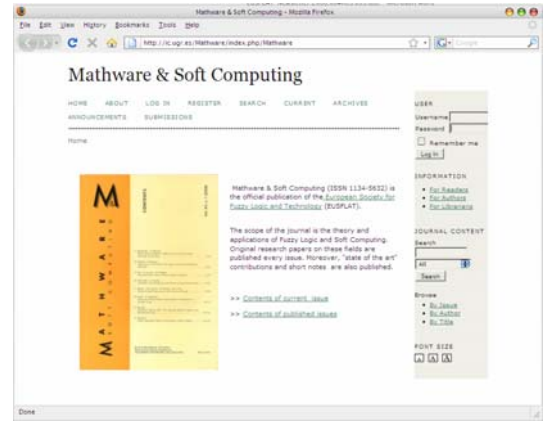 Mathware & Soft Computing - Mozilla Firefox
File Edit View History Bookmarks Tools Help
http://ic.ugr.es/Mathware/index.php/Mathware
Google
Mathware & Soft Computing
HOME ABOUT LOG IN REGISTER SEARCH CURRENT ARCHIVES
ANNOUNCEMENTS SUBMISSIONS
Home
MATHWARE
SOFT COMPUTING
Mathware & Soft Computing (ISSN 1134-5632) is
the official publication of the European Society for
Fuzzy Logic and Technology (EUSFLAT).
The scope of the journal is the theory and
applications of Fuzzy Logic and Soft Computing.
Original research papers on these fields are
published every issue. Moreover, "state of the art"
contributions and short notes are also published.
>> Contents of current issue
>> Contents of published issues
USER
Username
Password
Remember me
Log In
INFORMATION
For Readers
For Authors
For Librarians
JOURNAL CONTENT
Search
All
Search
Browse
By Issue
By Author
By Title
FONT SIZE
A A A
Done